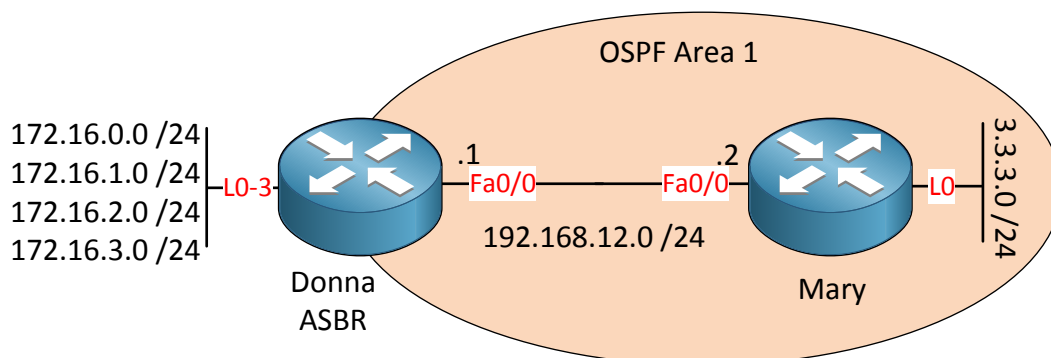 OSPF Area 1
172.16.0.0 /24
172.16.1.0 /24
172.16.2.0 /24
172.16.3.0 /24
L0-3
.1
Fa0/0
.2
Fa0/0
L0
3.3.3.0 /24
192.168.12.0 /24
Donna
ASBR
Mary